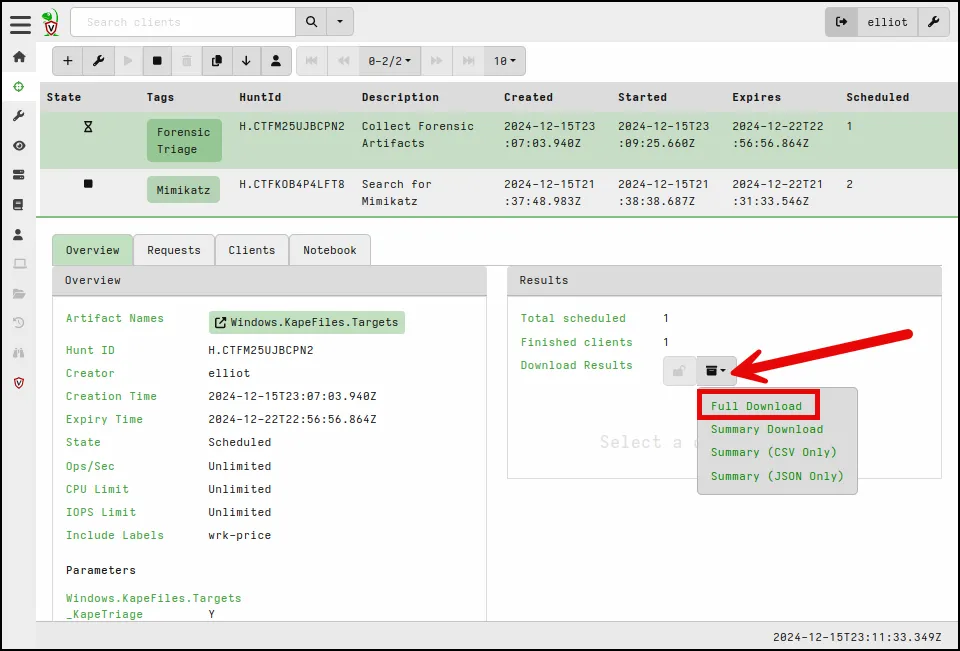 Search clients
elliot
0-2/2
10
State Tags HuntId Description Created Started Expires Scheduled
Forensic Triage H.CTFM25UJBCPN2 Collect Forensic Artifacts 2024-12-15T23:07:03.940Z 2024-12-15T23:09:25.660Z 2024-12-22T22:56:56.864Z 1
Mimikatz H.CTFKOB4P4LFT8 Search for Mimikatz 2024-12-15T21:37:48.983Z 2024-12-15T21:38:38.687Z 2024-12-22T21:31:33.546Z 2
Overview Requests Clients Notebook
Overview
Artifact Names Windows.KapeFiles.Targets
Hunt ID H.CTFM25UJBCPN2
Creator elliot
Creation Time 2024-12-15T23:07:03.940Z
Expiry Time 2024-12-22T22:56:56.864Z
State Scheduled
Ops/Sec Unlimited
CPU Limit Unlimited
IOPS Limit Unlimited
Include Labels wrk-price
Parameters
Windows.KapeFiles.Targets
_KapeTriage Y
Results
Total scheduled 1
Finished clients 1
Download Results
Select a
Full Download
Summary Download
Summary (CSV Only)
Summary (JSON Only)
2024-12-15T23:11:33.349Z